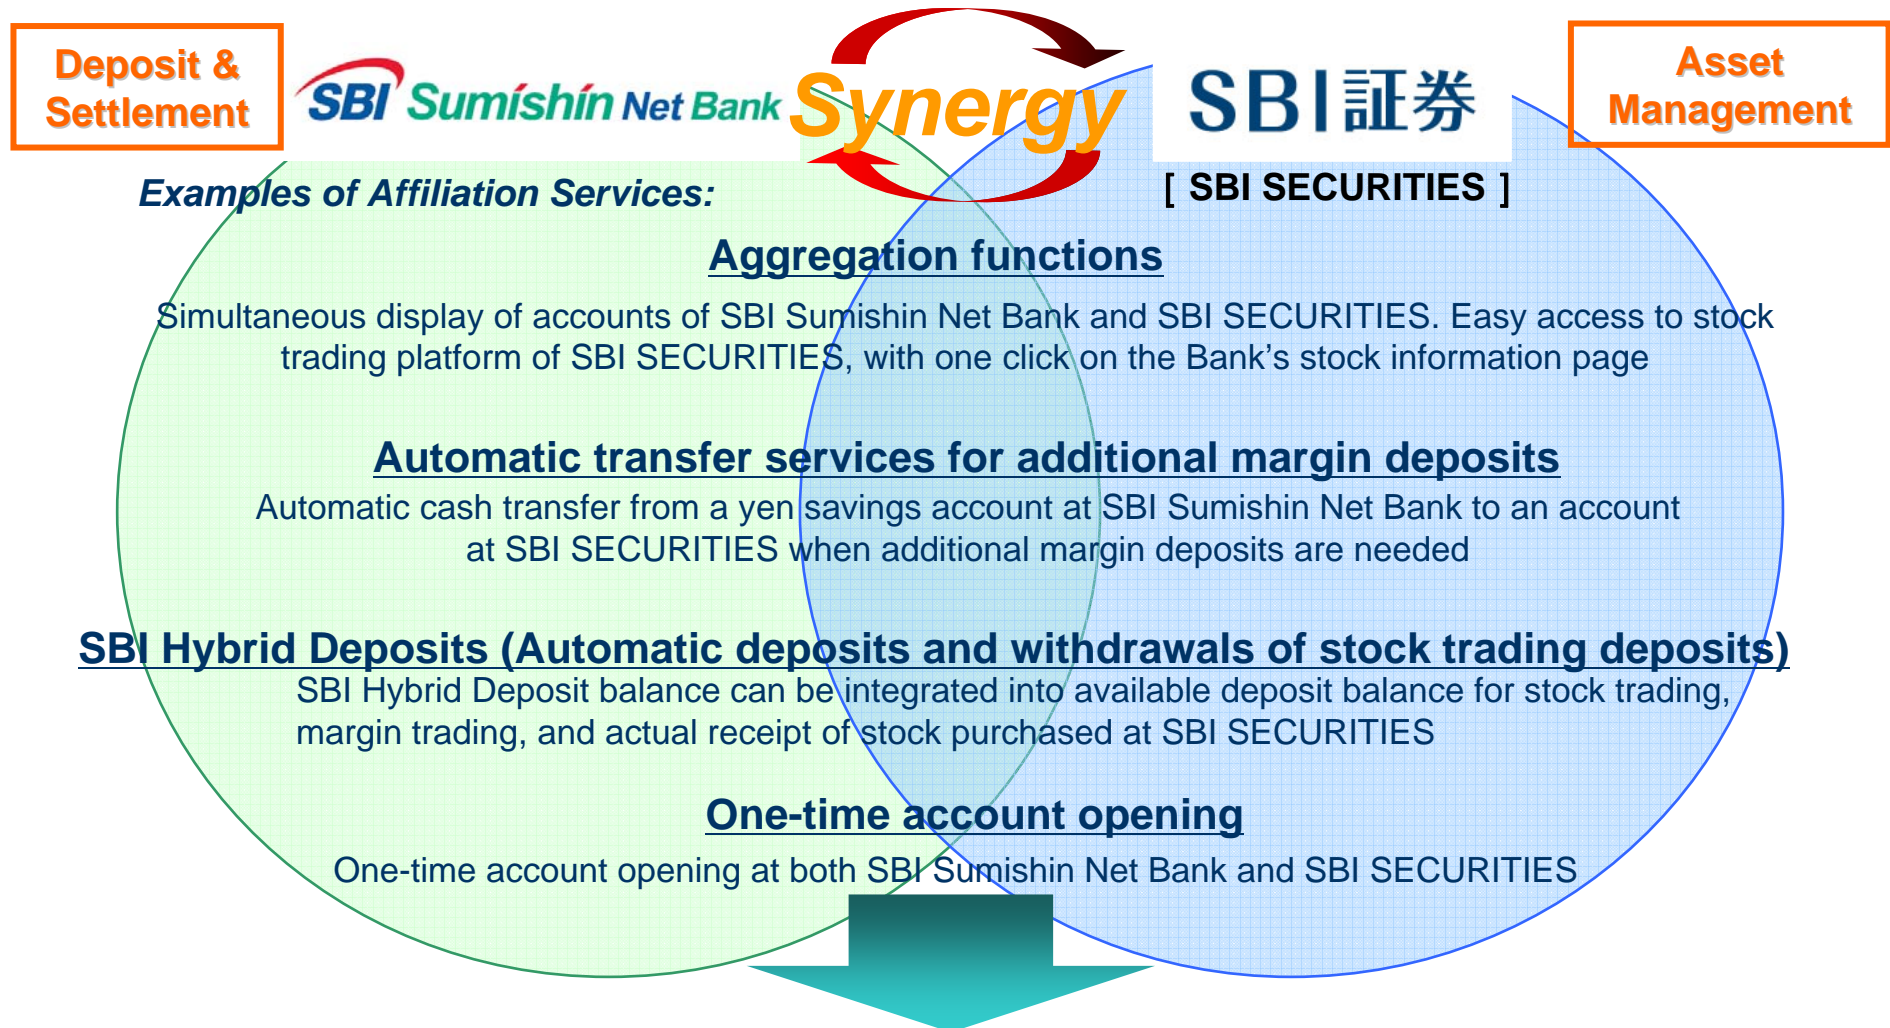 Deposit &
Settlement
SBI Sumishin Net Bank
Synergy
SBI証券
[ SBI SECURITIES ]
Asset
Management
Examples of Affiliation Services:
Aggregation functions
Simultaneous display of accounts of SBI Sumishin Net Bank and SBI SECURITIES. Easy access to stock
trading platform of SBI SECURITIES, with one click on the Bank’s stock information page
Automatic transfer services for additional margin deposits
Automatic cash transfer from a yen savings account at SBI Sumishin Net Bank to an account
at SBI SECURITIES when additional margin deposits are needed
SBI Hybrid Deposits (Automatic deposits and withdrawals of stock trading deposits)
SBI Hybrid Deposit balance can be integrated into available deposit balance for stock trading,
margin trading, and actual receipt of stock purchased at SBI SECURITIES
One-time account opening
One-time account opening at both SBI Sumishin Net Bank and SBI SECURITIES